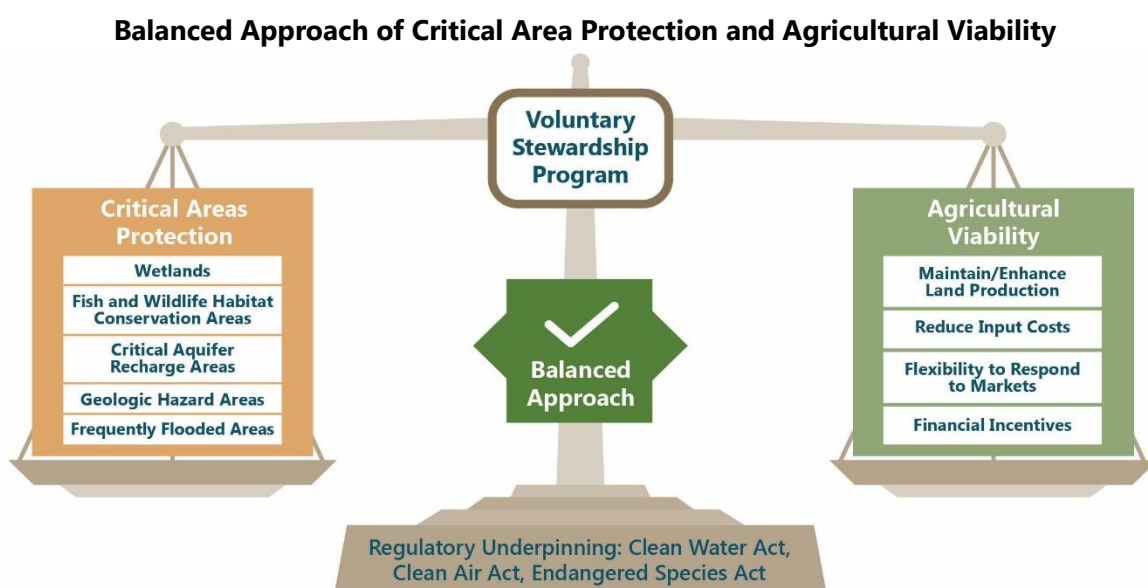 Balanced Approach of Critical Area Protection and Agricultural Viability
Voluntary
Stewardship
Program
Critical Areas
Protection
Wetlands
Fish and Wildlife Habitat
Conservation Areas
Critical Aquifer
Recharge Areas
Geologic Hazard Areas
Frequently Flooded Areas
Balanced
Approach
Agricultural
Viability
Maintain/Enhance
Land Production
Reduce Input Costs
Flexibility to Respond
to Markets
Financial Incentives
Regulatory Underpinning: Clean Water Act,
Clean Air Act, Endangered Species Act